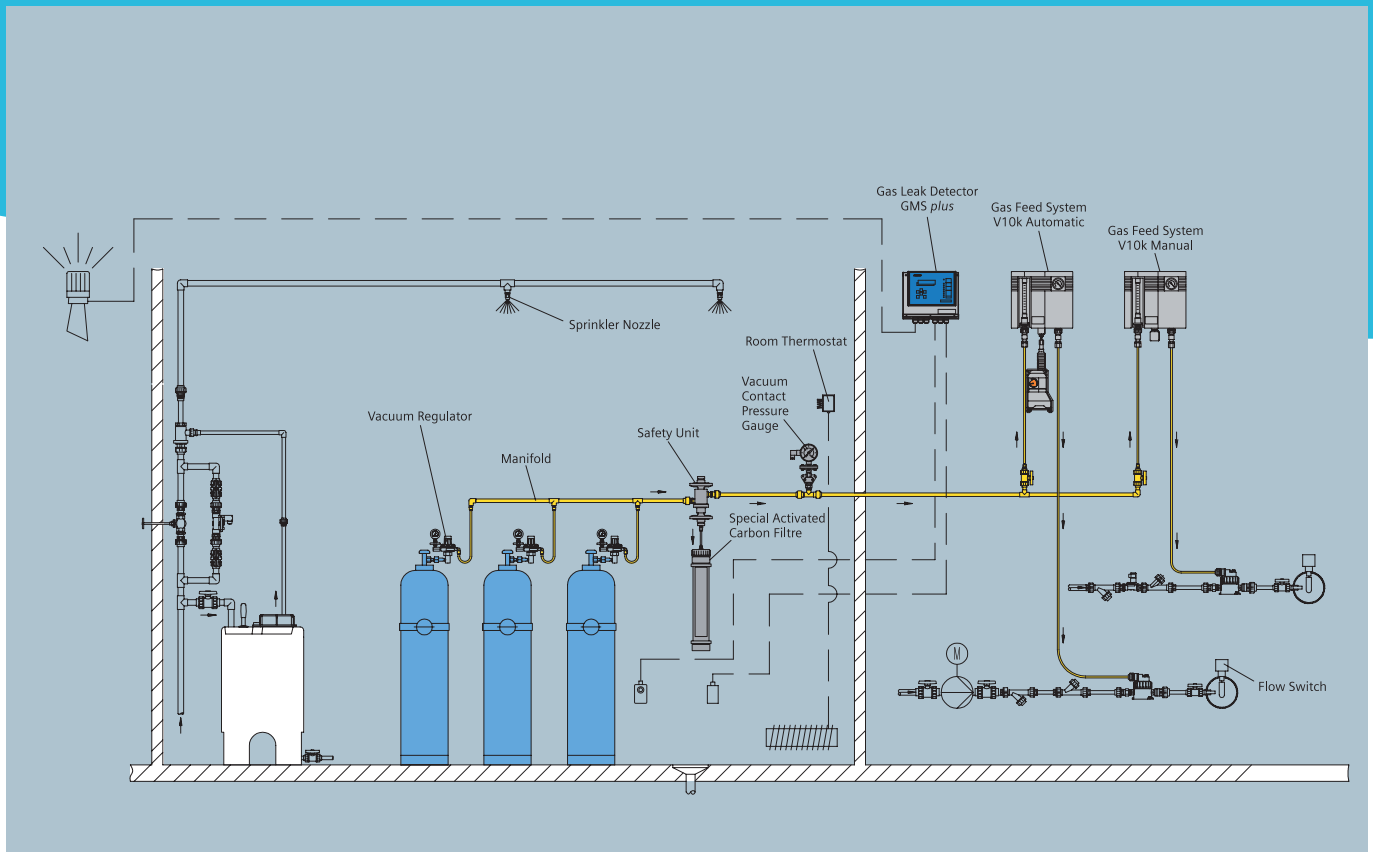 Gas Leak Detector
GMS plus
Gas Feed System
V10k Automatic
Gas Feed System
V10k Manual
Sprinkler Nozzle
Room Thermostat
Vacuum
Contact
Pressure
Gauge
Vacuum Regulator
Safety Unit
Manifold
Special Activated
Carbon Filtre
M
Flow Switch